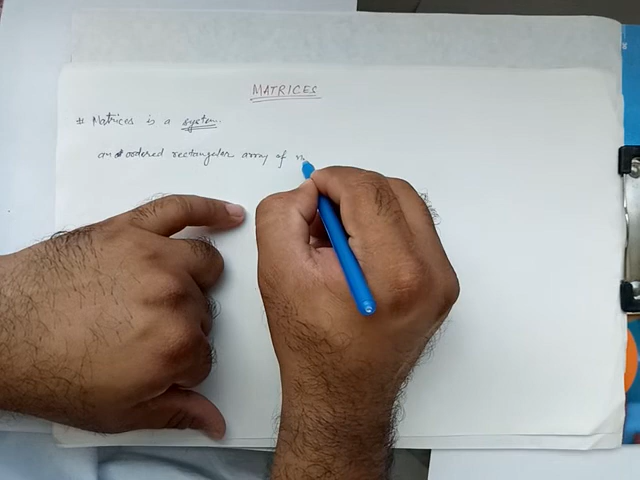 MATRICES
# Matrices is a system.
an ordered rectangular array of n